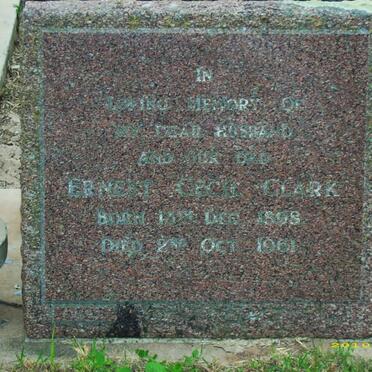 IN
LOVING MEMORY OF
MY DEAR HUSBAND
AND OUR DAD
ERNEST CECIL CLARK
BORN 13TH DEC 1898
DIED 2ND OCT 1961
2010